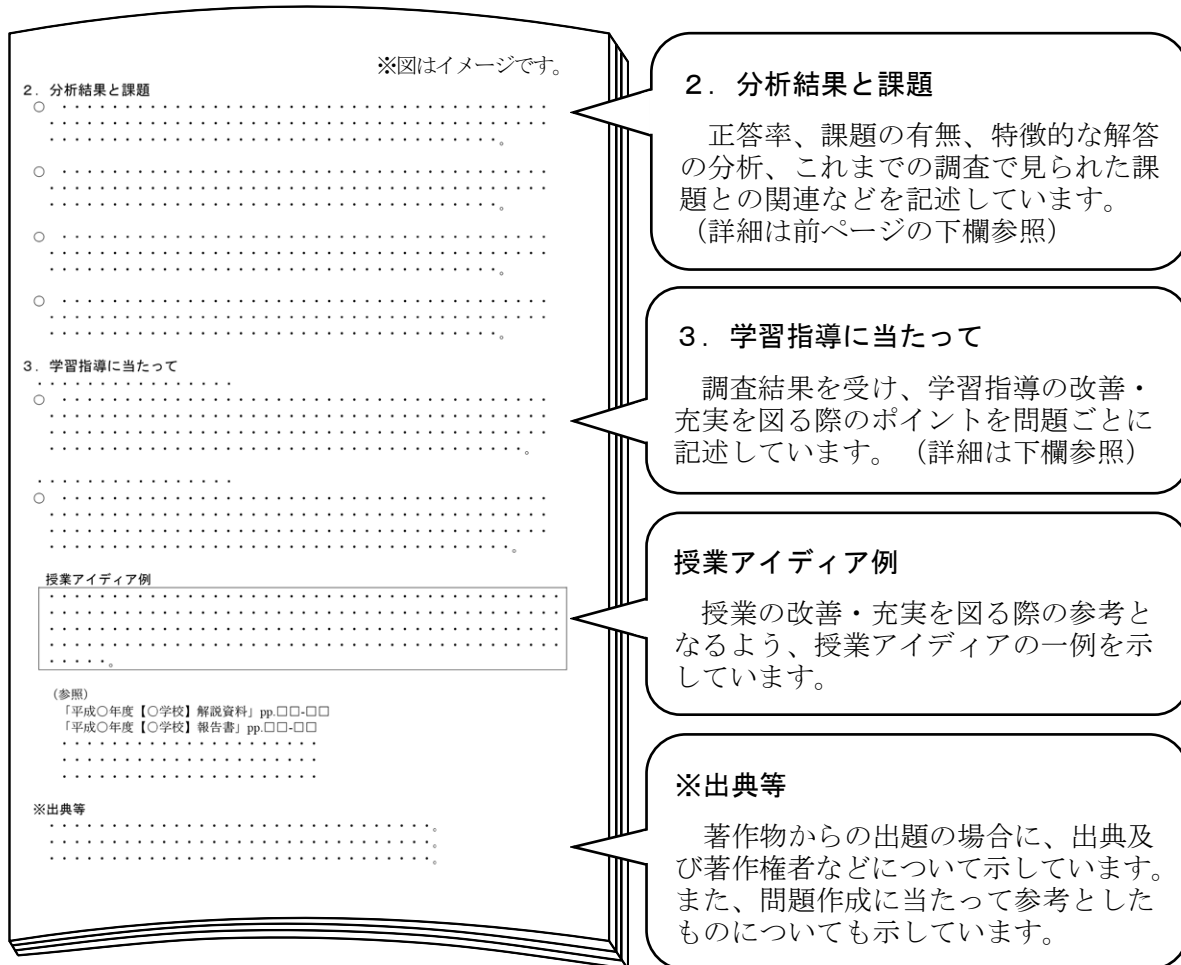 ※図はイメージです。
２．分析結果と課題
○ ・・・・・・・・・・・・・・・・・・・・・・・・・・・・・・・・・・・・・・
・・・・・・・・・・・・・・・・・・・・・・・・・・・・・・・・・・・・・・・
・・・・・・・・・・・・・・・・・・・・・・・・・・・・・・・・・・・。
○ ・・・・・・・・・・・・・・・・・・・・・・・・・・・・・・・・・・・・・・
・・・・・・・・・・・・・・・・・・・・・・・・・・・・・・・・・・・・・・・
・・・・・・・・・・・・・・・・・・・・・・・・・・・・・・・・・・・。
○ ・・・・・・・・・・・・・・・・・・・・・・・・・・・・・・・・・・・・・・
・・・・・・・・・・・・・・・・・・・・・・・・・・・・・・・・・・・・・・・
・・・・・・・・・・・・・・・・・・・・・・・・・・・・・・・・・・・。
○ ・・・・・・・・・・・・・・・・・・・・・・・・・・・・・・・・・・・・・・
・・・・・・・・・・・・・・・・・・・・・・・・・・・・・・・・・・・・・・・
・・・・・・・・・・・・・・・・・・・・・・・・・・・・・・・・・・・。
３．学習指導に当たって
・・・・・・・・・・・・・・・・
○ ・・・・・・・・・・・・・・・・・・・・・・・・・・・・・・・・・・・・・・
・・・・・・・・・・・・・・・・・・・・・・・・・・・・・・・・・・・・・・・
・・・・・・・・・・・・・・・・・・・・・・・・・・・・・・・・・・・・・・・
・・・・・・・・・・・・・・・・・・・・・・・・・・・・・・・・・・・・・。
・・・・・・・・・・・・・・・・
○ ・・・・・・・・・・・・・・・・・・・・・・・・・・・・・・・・・・・・・・
・・・・・・・・・・・・・・・・・・・・・・・・・・・・・・・・・・・・・・・
・・・・・・・・・・・・・・・・・・・・・・・・・・・・・・・・・・・・・・・
・・・・・・・・・・・・・・・・・・・・・・・・・・・・・・・・・・・・。
授業アイディア例
・・・・・・・・・・・・・・・・・・・・・・・・・・・・・・・・・・・・・・・・
・・・・・・・・・・・・・・・・・・・・・・・・・・・・・・・・・・・・・・・・
・・・・・・・・・・・・・・・・・・・・・・・・・・・・・・・・・・・・・・・・
・・・・・・・・・・・・・・・・・・・・・・・・・・・・・・・・・・・・・・・・
・・・・・。
（参照）
「平成○年度【○学校】解説資料」pp.□□-□□
「平成○年度【○学校】報告書」pp.□□-□□
・・・・・・・・・・・・・・・・・・・・
・・・・・・・・・・・・・・・・・・・・
・・・・・・・・・・・・・・・・・・・・
※出典等
・・・・・・・・・・・・・・・・・・・・・・・・・・・・・・。
・・・・・・・・・・・・・・・・・・・・・・・・・・・・・・。
・・・・・・・・・・・・・・・・・・・・・・・・・・・・・・。
２．分析結果と課題
正答率、課題の有無、特徴的な解答
の分析、これまでの調査で見られた課
題との関連などを記述しています。
（詳細は前ページの下欄参照）
３．学習指導に当たって
調査結果を受け、学習指導の改善・
充実を図る際のポイントを問題ごとに
記述しています。（詳細は下欄参照）
授業アイディア例
授業の改善・充実を図る際の参考と
なるよう、授業アイディアの一例を示
しています。
※出典等
著作物からの出題の場合に、出典及
び著作権者などについて示しています。
また、問題作成に当たって参考とした
ものについても示しています。